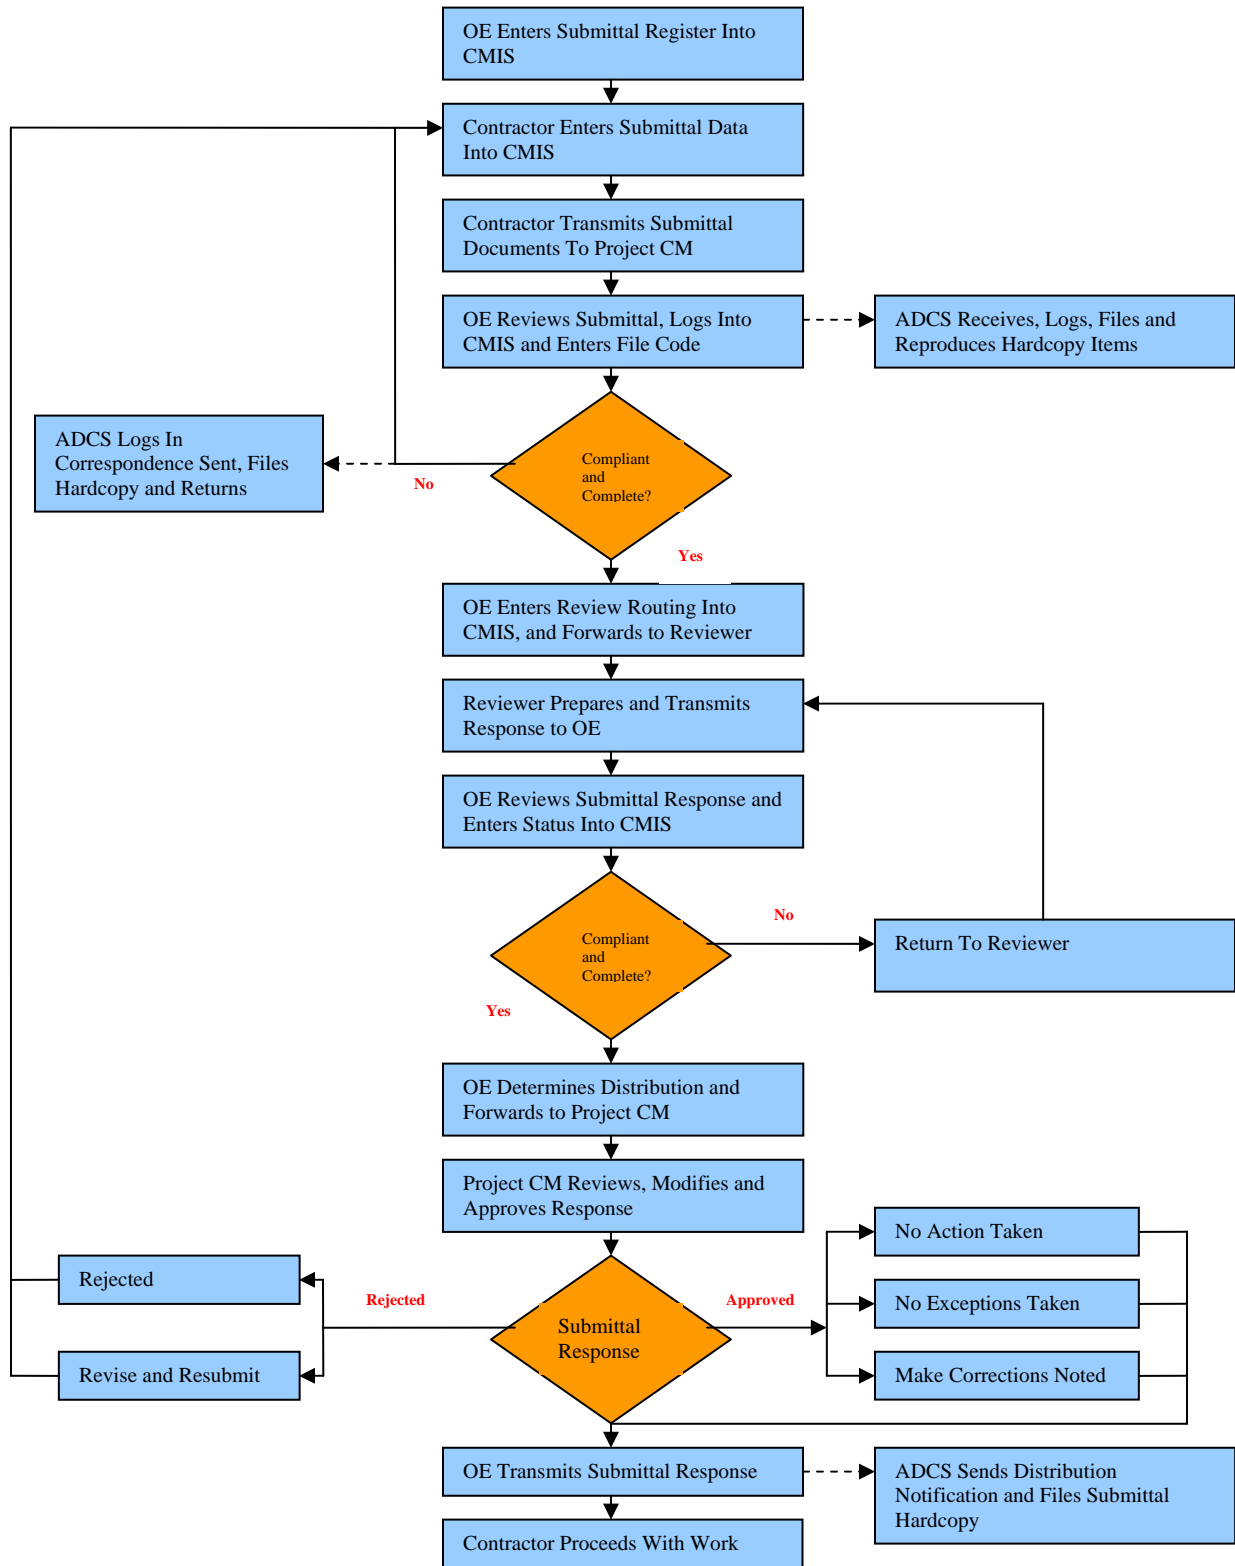 OE Enters Submittal Register Into
CMIS
Contractor Enters Submittal Data
Into CMIS
Contractor Transmits Submittal
Documents To Project CM
OE Reviews Submittal, Logs Into
CMIS and Enters File Code
ADCS Receives, Logs, Files and
Reproduces Hardcopy Items
ADCS Logs In
Correspondence Sent, Files
Hardcopy and Returns
No
Compliant
and
Complete?
Yes
OE Enters Review Routing Into
CMIS, and Forwards to Reviewer
Reviewer Prepares and Transmits
Response to OE
OE Reviews Submittal Response and
Enters Status Into CMIS
Compliant
and
Complete?
No
Return To Reviewer
Yes
OE Determines Distribution and
Forwards to Project CM
Project CM Reviews, Modifies and
Approves Response
No Action Taken
Rejected
Rejected
Approved
No Exceptions Taken
Submittal
Response
Revise and Resubmit
Make Corrections Noted
OE Transmits Submittal Response
ADCS Sends Distribution
Notification and Files Submittal
Hardcopy
Contractor Proceeds With Work